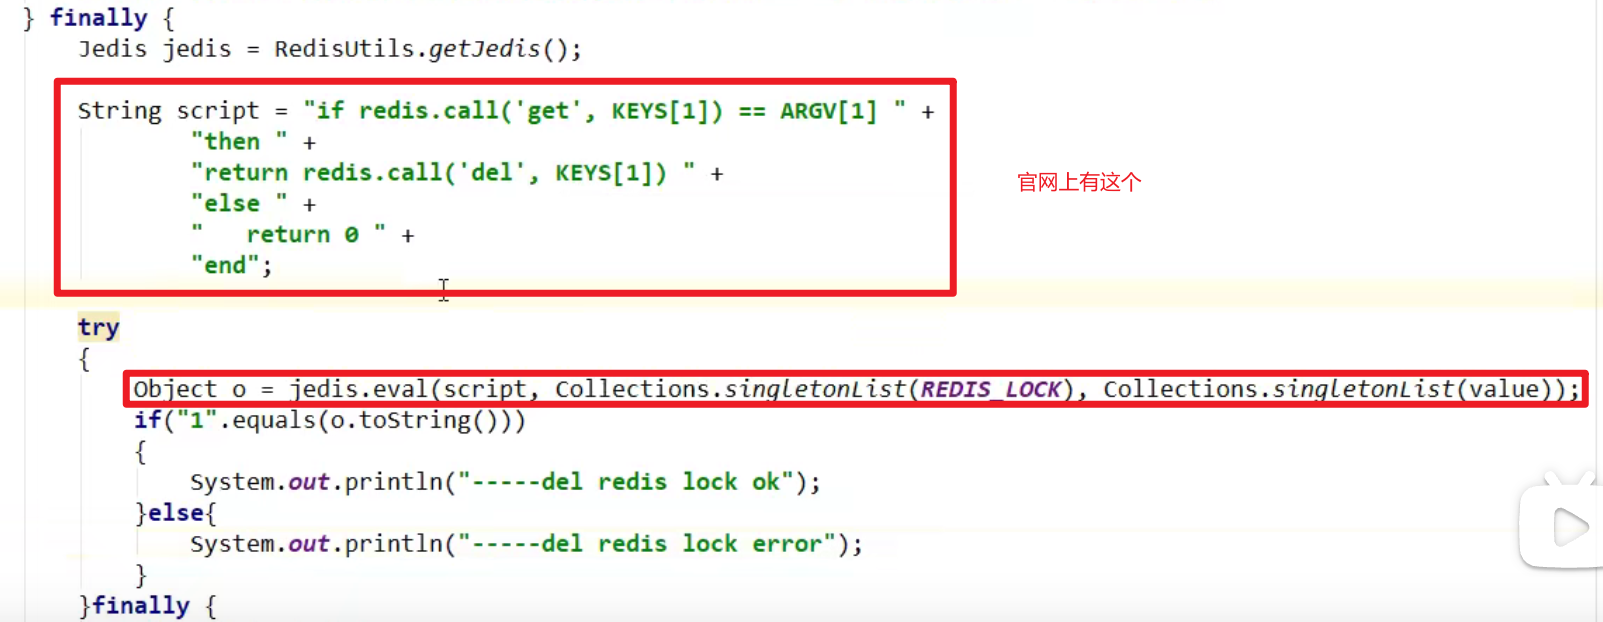 } finally {
Jedis jedis = RedisUtils.getJedis();
String script = "if redis.call('get', KEYS[1]) == ARGV[1] " +
"then " +
"return redis.call('del', KEYS[1]) " +
"else " +
"   return 0 " +
"end";
官网上有这个
try
{
Object o = jedis.eval(script, Collections.singletonList(REDIS_LOCK), Collections.singletonList(value));
if("1".equals(o.toString()))
{
System.out.println("-----del redis lock ok");
}else{
System.out.println("-----del redis lock error");
}
}finally {